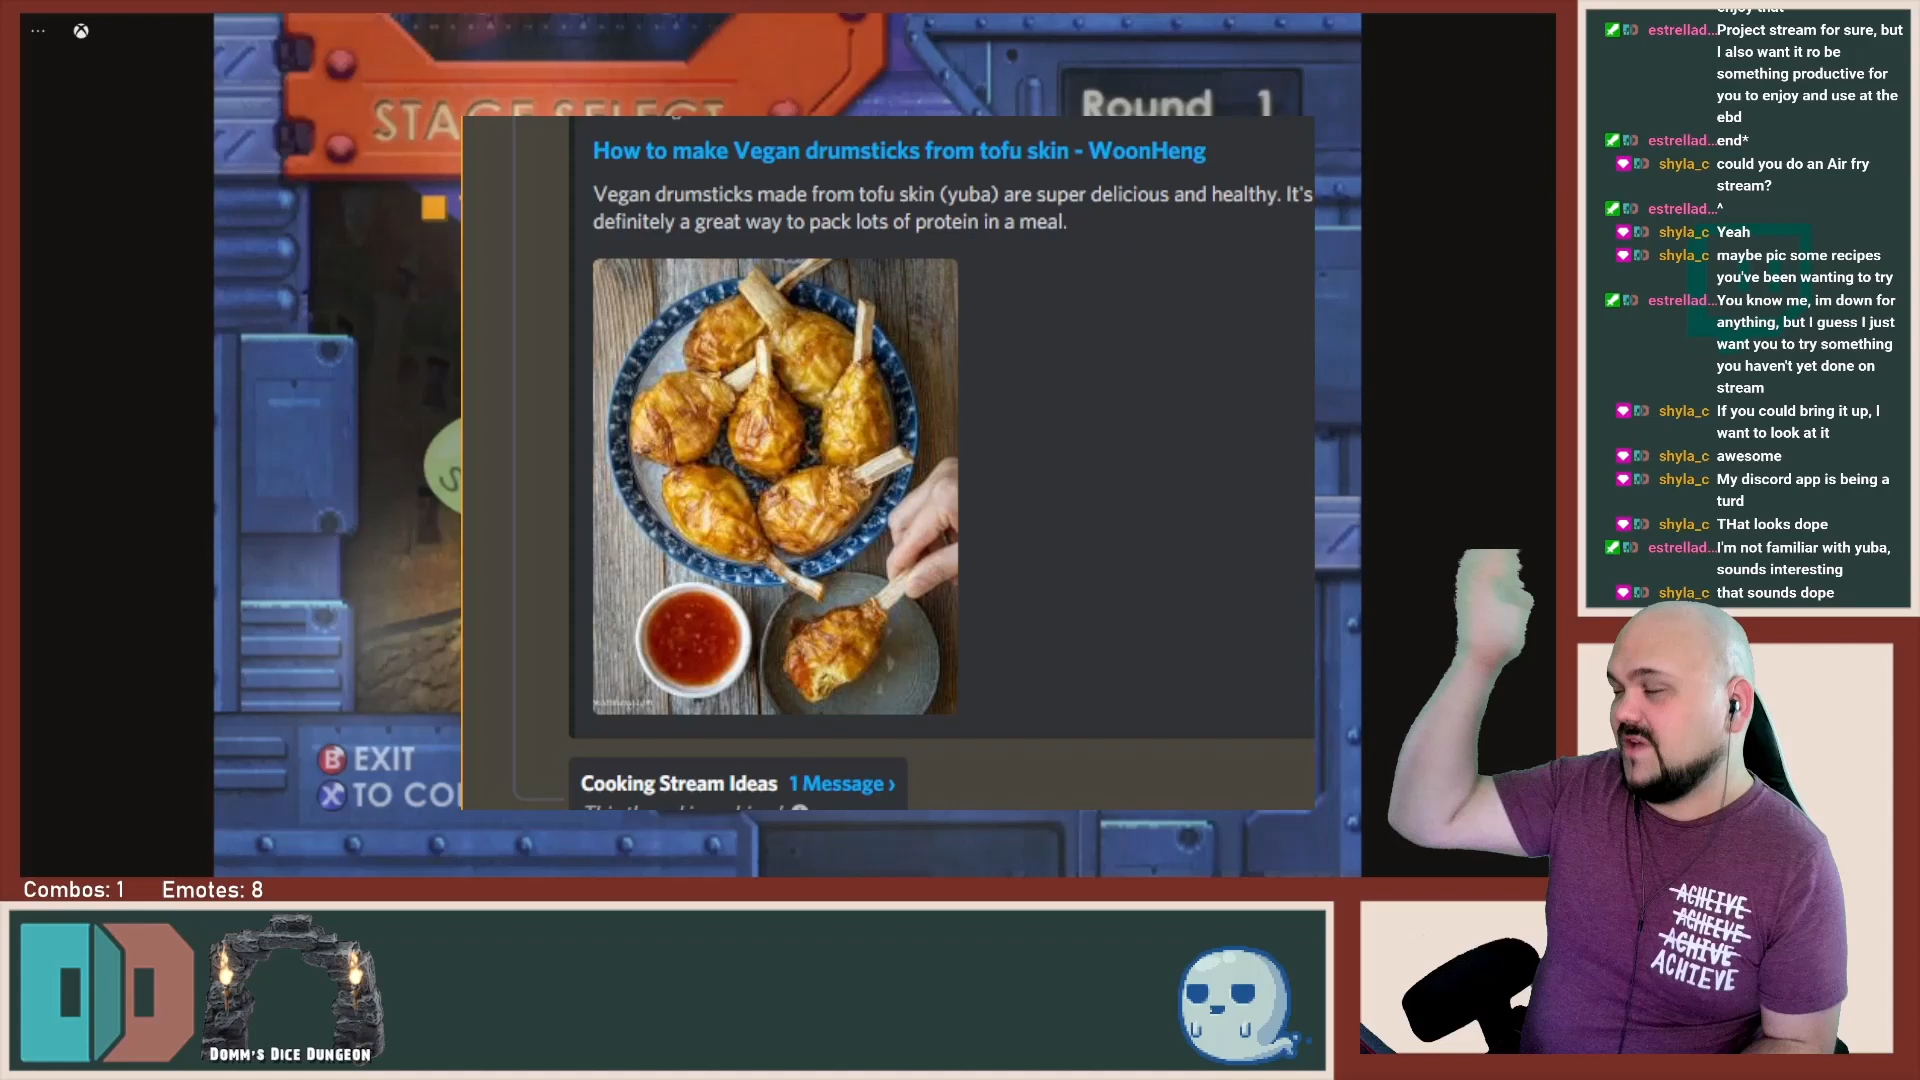 STAGE SELECT
Round 1
How to make Vegan drumsticks from tofu skin - WoonHeng
Vegan drumsticks made from tofu skin (yuba) are super delicious and healthy. It's
definitely a great way to pack lots of protein in a meal.
Cooking Stream Ideas 1 Message ›
B EXIT
X TO CO
Combos: 1 Emotes: 8
DOMM'S DICE DUNGEON
enjoy that
estrellad... Project stream for sure, but
I also want it ro be
something productive for
you to enjoy and use at the
ebd
estrellad... end*
shyla_c could you do an Air fry
stream?
estrellad... ^
shyla_c Yeah
shyla_c maybe pic some recipes
you've been wanting to try
estrellad... You know me, im down for
anything, but I guess I just
want you to try something
you haven't yet done on
stream
shyla_c If you could bring it up, I
want to look at it
shyla_c awesome
shyla_c My discord app is being a
turd
shyla_c THat looks dope
estrellad... I'm not familiar with yuba,
sounds interesting
shyla_c that sounds dope
ACHEIVE
ACHEEVE
ACHIVE
ACHIEVE